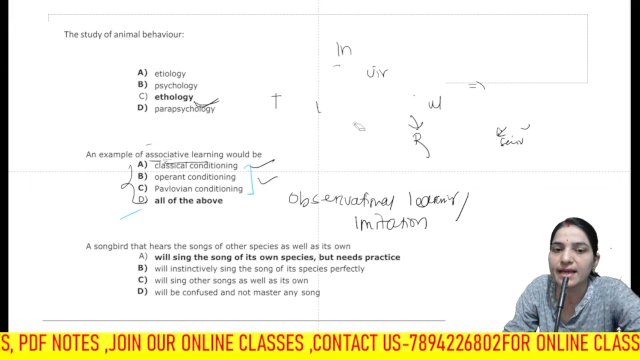 The study of animal behaviour:
A) etiology
B) psychology
C) ethology
D) parapsychology
In
viv
R
An example of associative learning would be
A) classical conditioning
B) operant conditioning
C) Pavlovian conditioning
D) all of the above
Observational learning/
Imitation
A songbird that hears the songs of other species as well as its own
A) will sing the song of its own species, but needs practice
B) will instinctively sing the song of its species perfectly
C) will sing other songs as well as its own
D) will be confused and not master any song
S, PDF NOTES ,JOIN OUR ONLINE CLASSES ,CONTACT US-7894226802FOR ONLINE CLAS